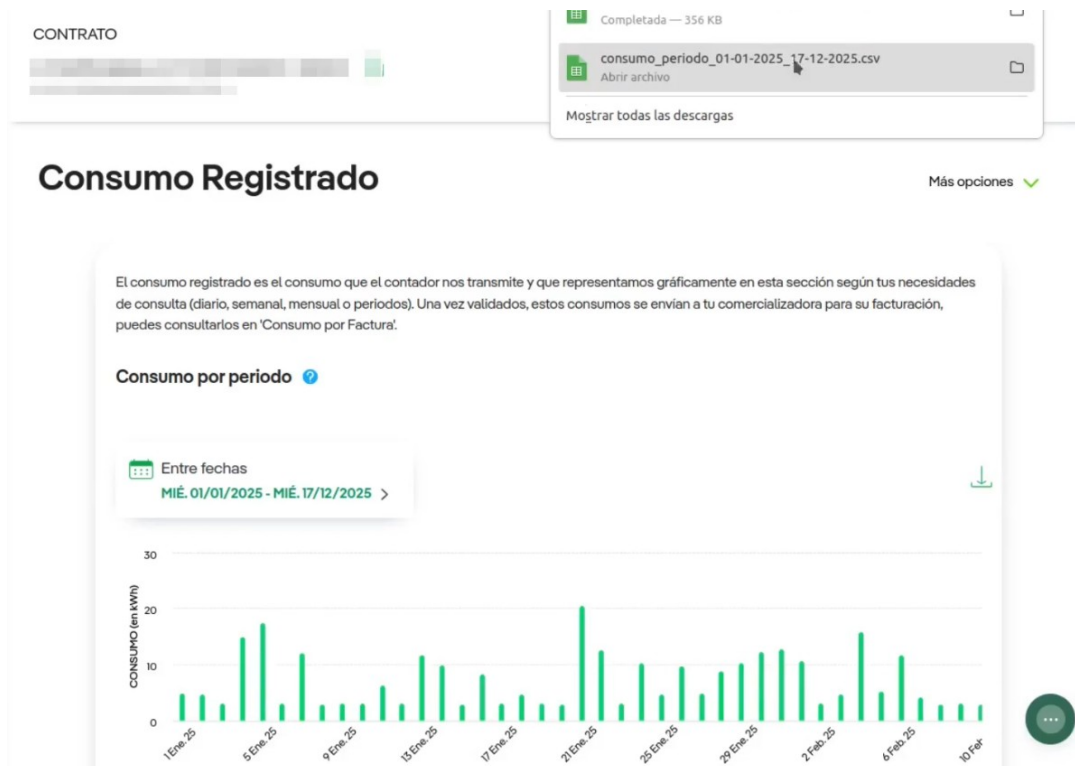 CONTRATO
Completada — 356 KB
consumo_periodo_01-01-2025_17-12-2025.csv
Abrir archivo
Mostrar todas las descargas
Consumo Registrado
Más opciones
El consumo registrado es el consumo que el contador nos transmite y que representamos gráficamente en esta sección según tus necesidades
de consulta (diario, semanal, mensual o periodos). Una vez validados, estos consumos se envían a tu comercializadora para su facturación,
puedes consultarlos en 'Consumo por Factura'.
Consumo por periodo ?
Entre fechas
MIÉ. 01/01/2025 - MIÉ. 17/12/2025
CONSUMO (en kWh)
30
20
10
0
1 Ene. 25
5 Ene. 25
9 Ene. 25
13 Ene. 25
17 Ene. 25
21 Ene. 25
25 Ene. 25
29 Ene. 25
2 Feb. 25
6 Feb. 25
10 Feb